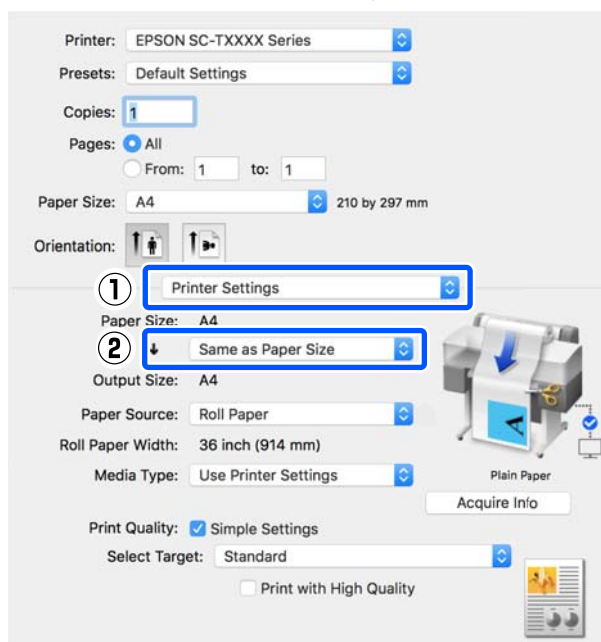 Printer: EPSON SC-TXXXX Series
Presets: Default Settings
Copies: 1
Pages: All
From: 1 to: 1
Paper Size: A4 210 by 297 mm
Orientation:
① Printer Settings
Paper Size: A4
② Same as Paper Size
Output Size: A4
Paper Source: Roll Paper
Roll Paper Width: 36 inch (914 mm)
Media Type: Use Printer Settings
Plain Paper
Acquire Info
Print Quality: Simple Settings
Select Target: Standard
Print with High Quality